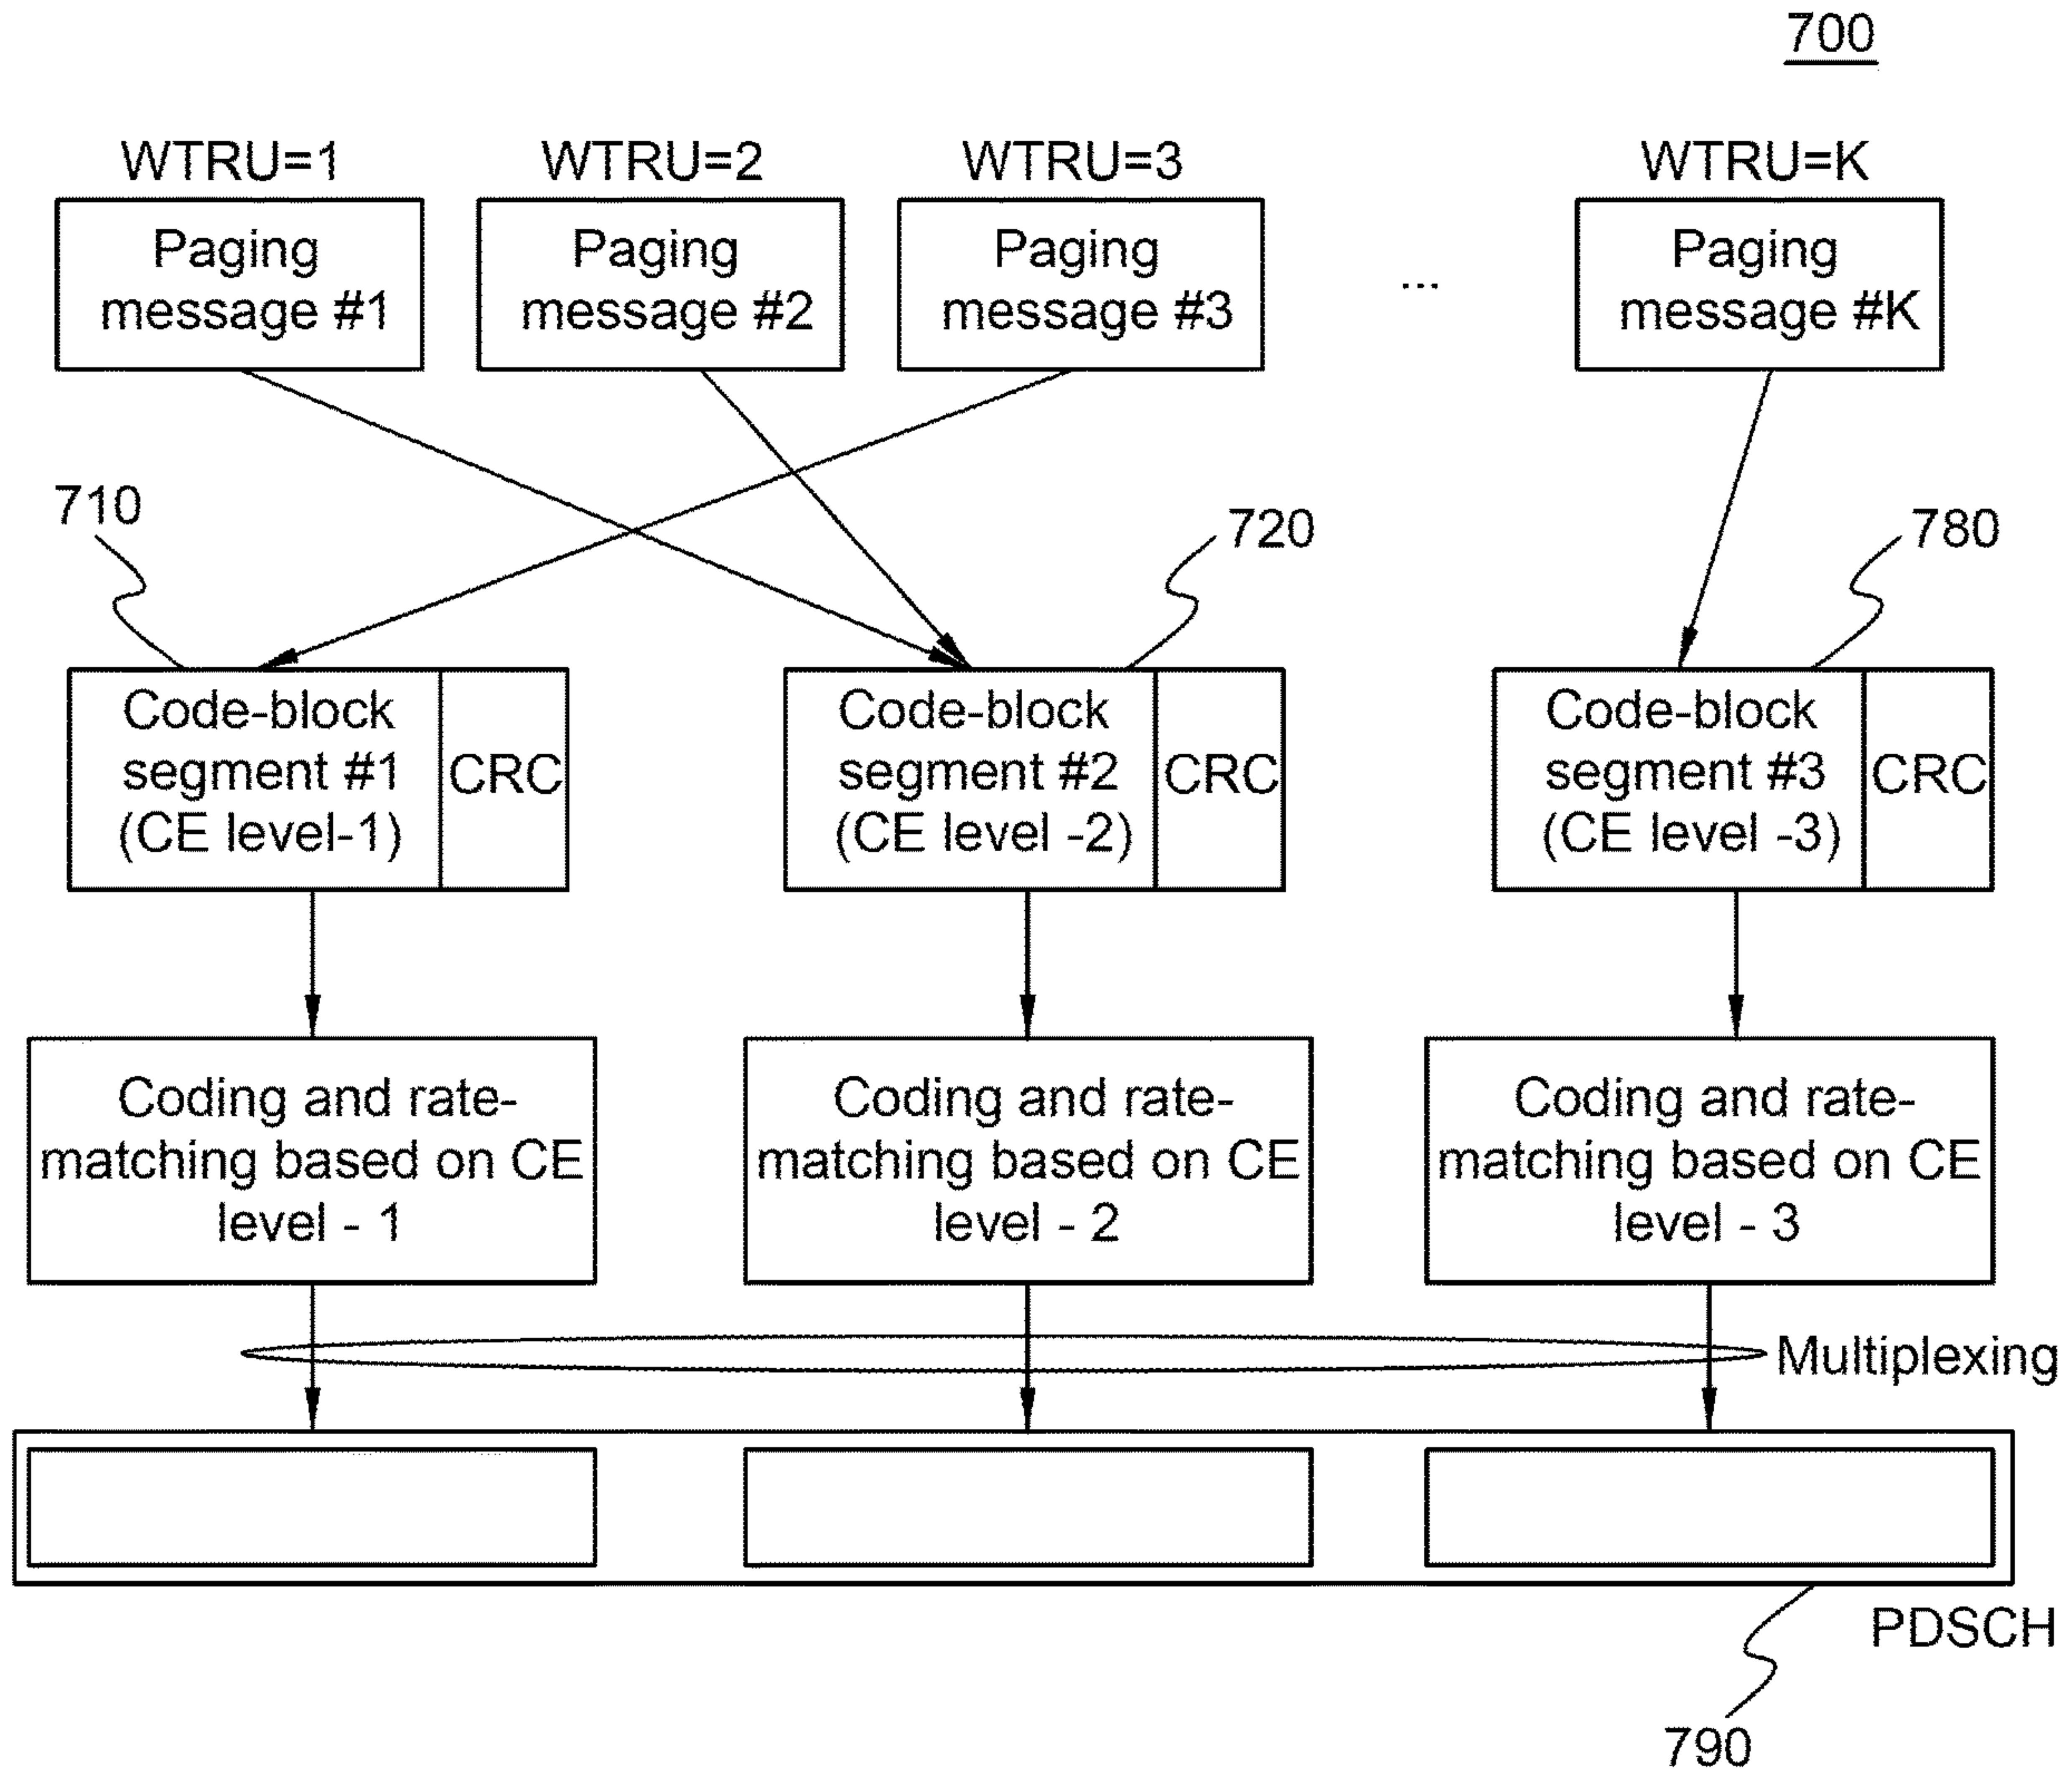 700
WTRU=1
WTRU=2
WTRU=3
WTRU=K
Paging
message #1
Paging
message #2
Paging
message #3
...
Paging
message #K
710
720
780
Code-block
segment #1
(CE level-1)
CRC
Code-block
segment #2
(CE level -2)
CRC
Code-block
segment #3
(CE level -3)
CRC
Coding and rate-
matching based on CE
level - 1
Coding and rate-
matching based on CE
level - 2
Coding and rate-
matching based on CE
level - 3
Multiplexing
PDSCH
790